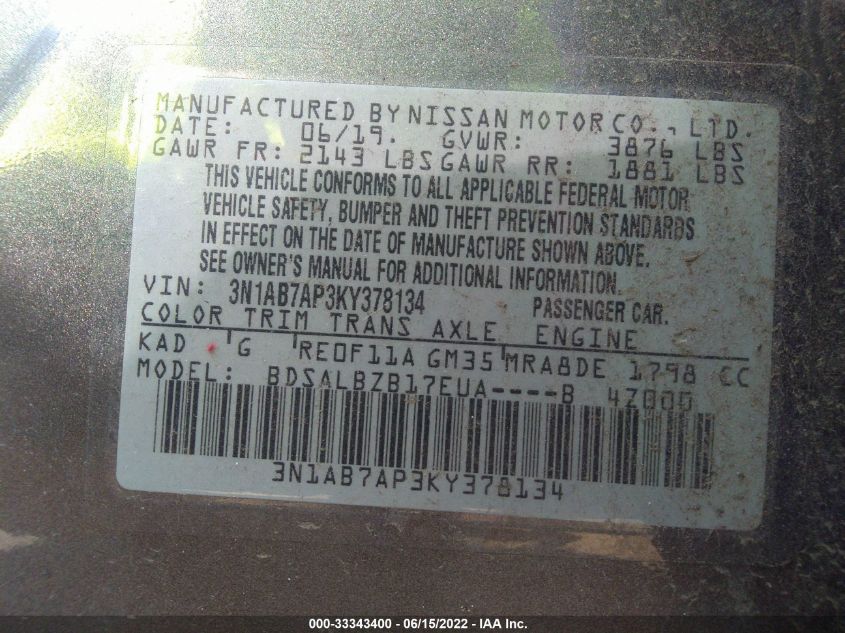 MANUFACTURED BY NISSAN MOTOR CO., LTD.
DATE: 06/19. GVWR: 3876 LBS
GAWR FR: 2143 LBS GAWR RR: 1881 LBS
THIS VEHICLE CONFORMS TO ALL APPLICABLE FEDERAL MOTOR
VEHICLE SAFETY, BUMPER AND THEFT PREVENTION STANDARDS
IN EFFECT ON THE DATE OF MANUFACTURE SHOWN ABOVE.
SEE OWNER'S MANUAL FOR ADDITIONAL INFORMATION.
VIN: 3N1AB7AP3KY378134 PASSENGER CAR.
COLOR TRIM TRANS AXLE ENGINE
KAD G RE0F11A GM35 MRA8DE 1798 CC
MODEL: BDSALBZB17EUA----B 4Z000
3N1AB7AP3KY378134
000-33343400 - 06/15/2022 - IAA Inc.